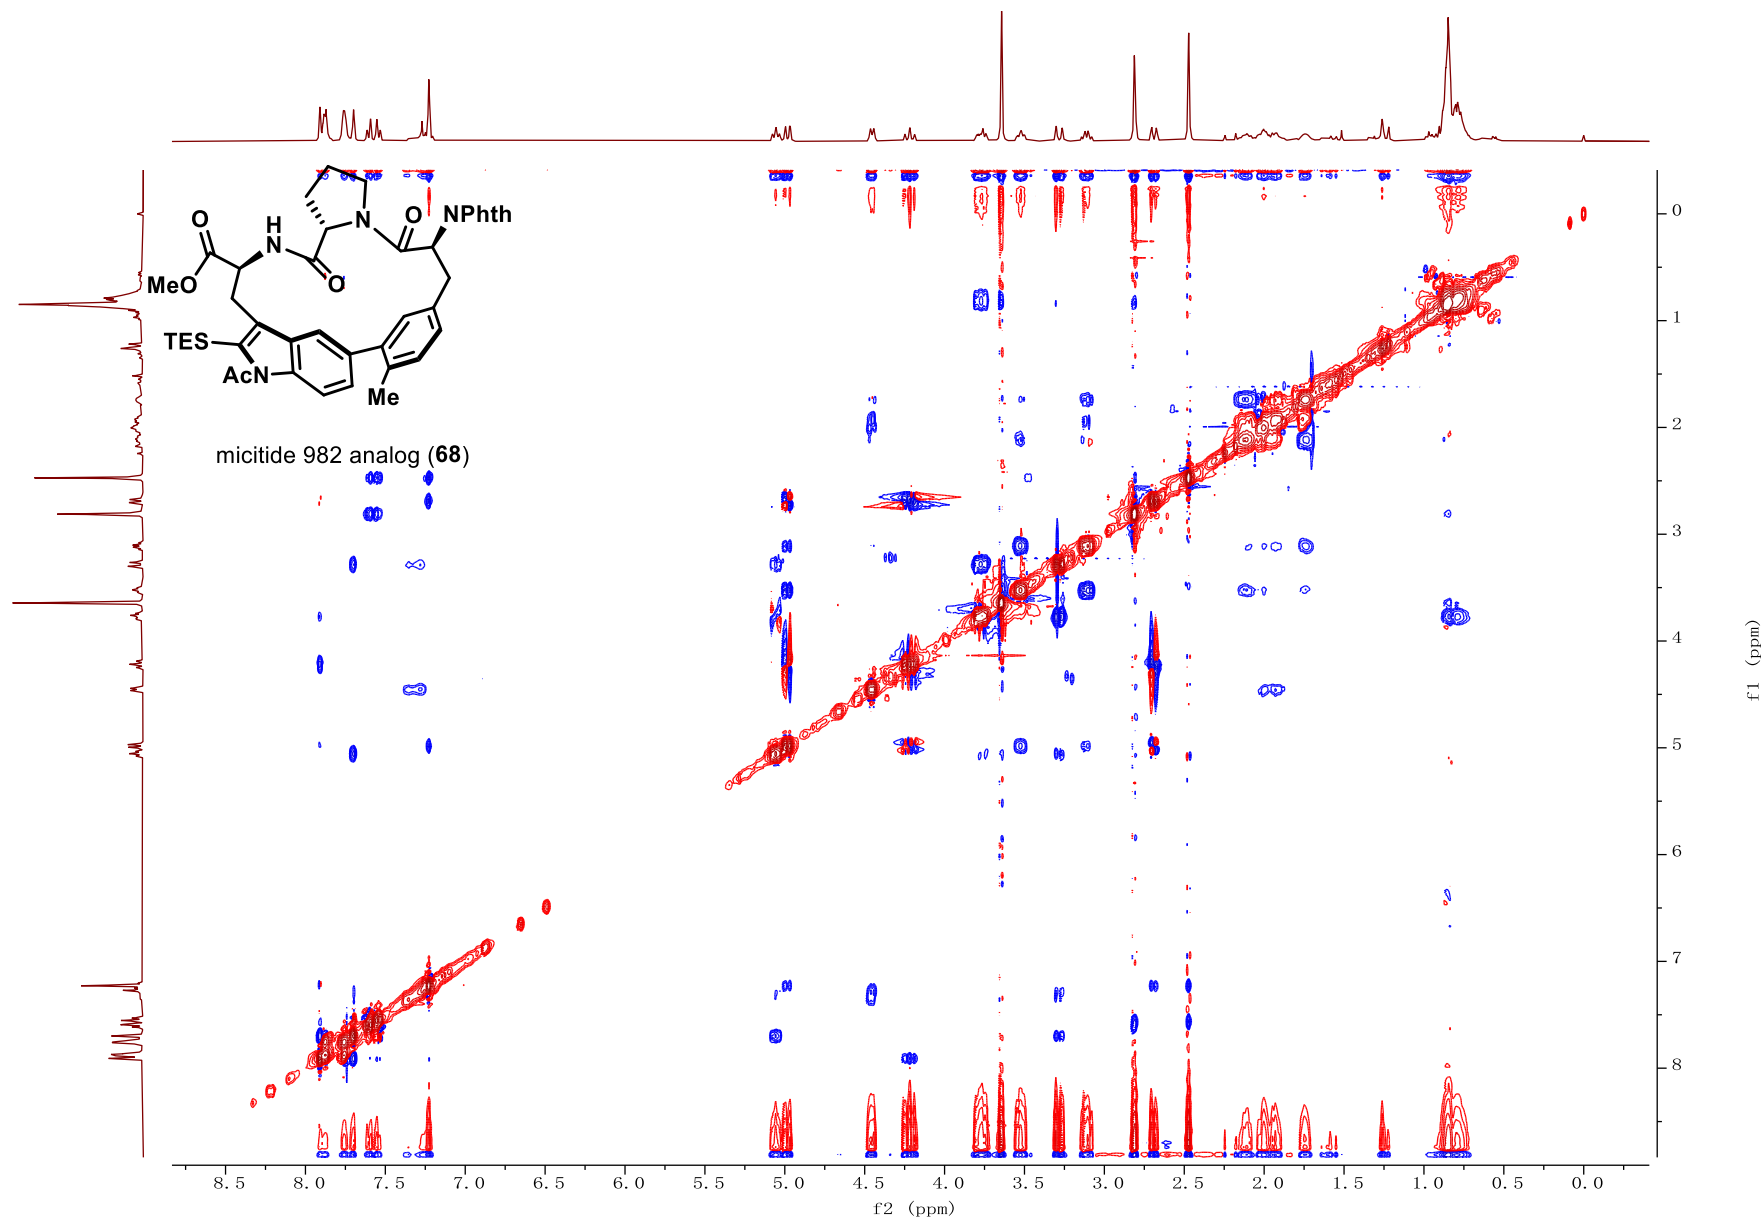 O
H
N
N
O
NPhth
MeO
O
TES
AcN
Me
micitide 982 analog (68)
0
1
2
3
4
5
6
7
8
f1 (ppm)
8.5 8.0 7.5 7.0 6.5 6.0 5.5 5.0 4.5 4.0 3.5 3.0 2.5 2.0 1.5 1.0 0.5 0.0
f2 (ppm)